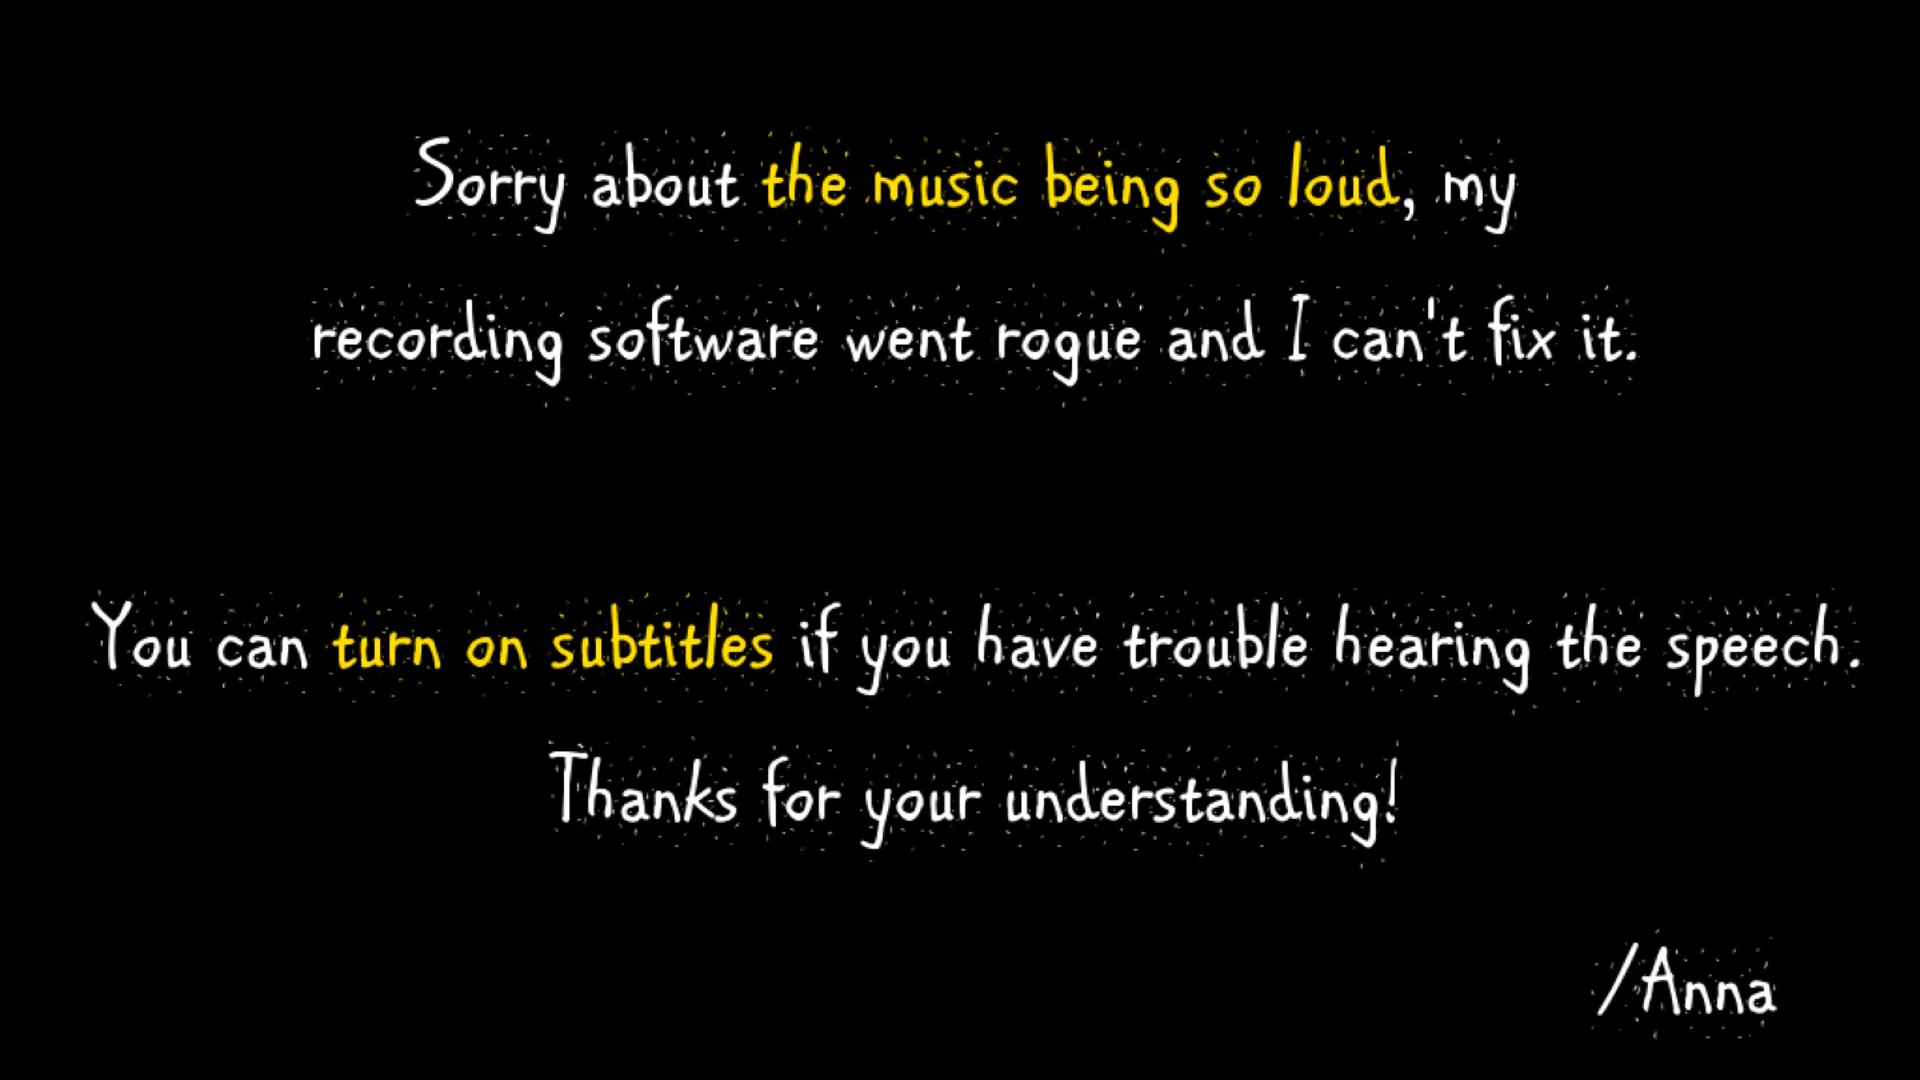 Sorry about the music being so loud, my
recording software went rogue and I can't fix it.
You can turn on subtitles if you have trouble hearing the speech.
Thanks for your understanding!
/Anna